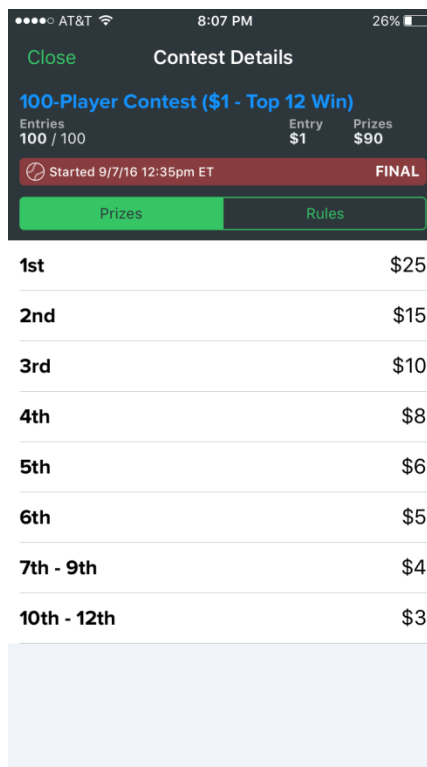 AT&T 8:07 PM 26%
Close Contest Details
100-Player Contest ($1 - Top 12 Win)
Entries Entry Prizes
100 / 100 $1 $90
Started 9/7/16 12:35pm ET FINAL
Prizes Rules
1st $25
2nd $15
3rd $10
4th $8
5th $6
6th $5
7th - 9th $4
10th - 12th $3